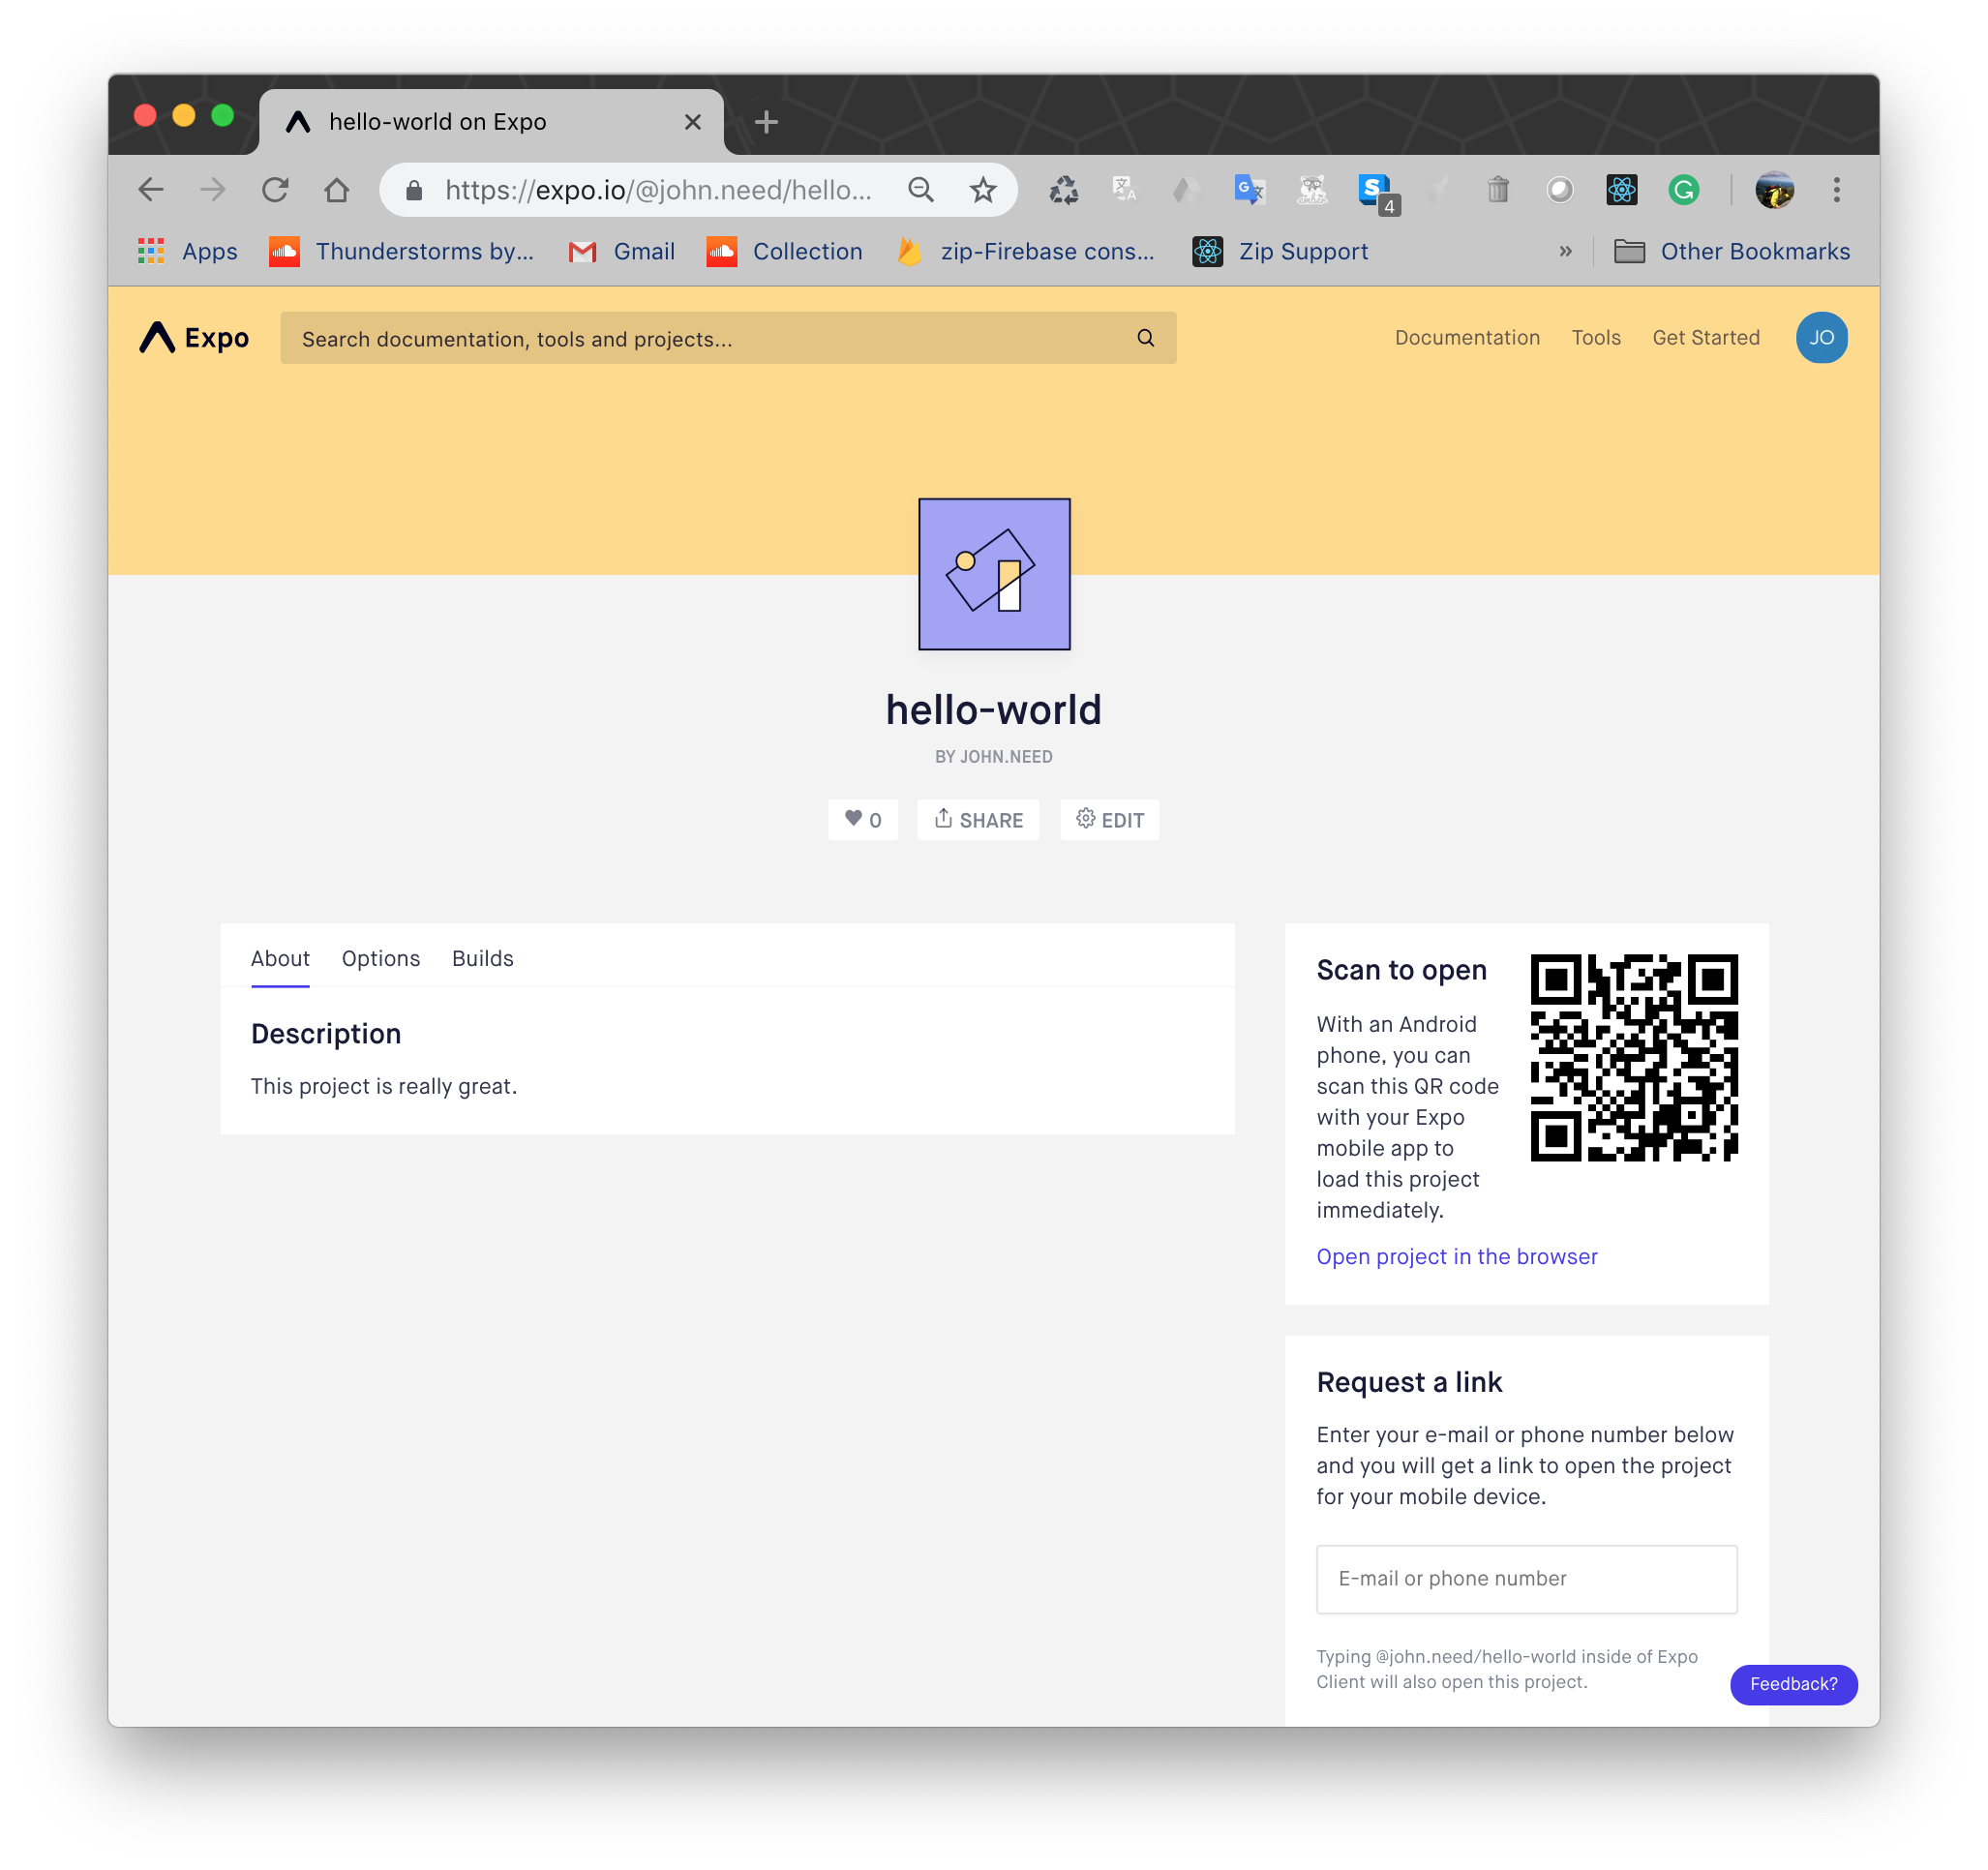 hello-world on Expo
https://expo.io/@john.need/hello...
4
Apps
Thunderstorms by...
Gmail
Collection
zip-Firebase cons...
Zip Support
»
Other Bookmarks
Expo
Search documentation, tools and projects...
Documentation
Tools
Get Started
JO
hello-world
BY JOHN.NEED
0
SHARE
EDIT
About
Options
Builds
Description
This project is really great.
Scan to open
With an Android
phone, you can
scan this QR code
with your Expo
mobile app to
load this project
immediately.
Open project in the browser
Request a link
Enter your e-mail or phone number below
and you will get a link to open the project
for your mobile device.
E-mail or phone number
Typing @john.need/hello-world inside of Expo
Client will also open this project.
Feedback?